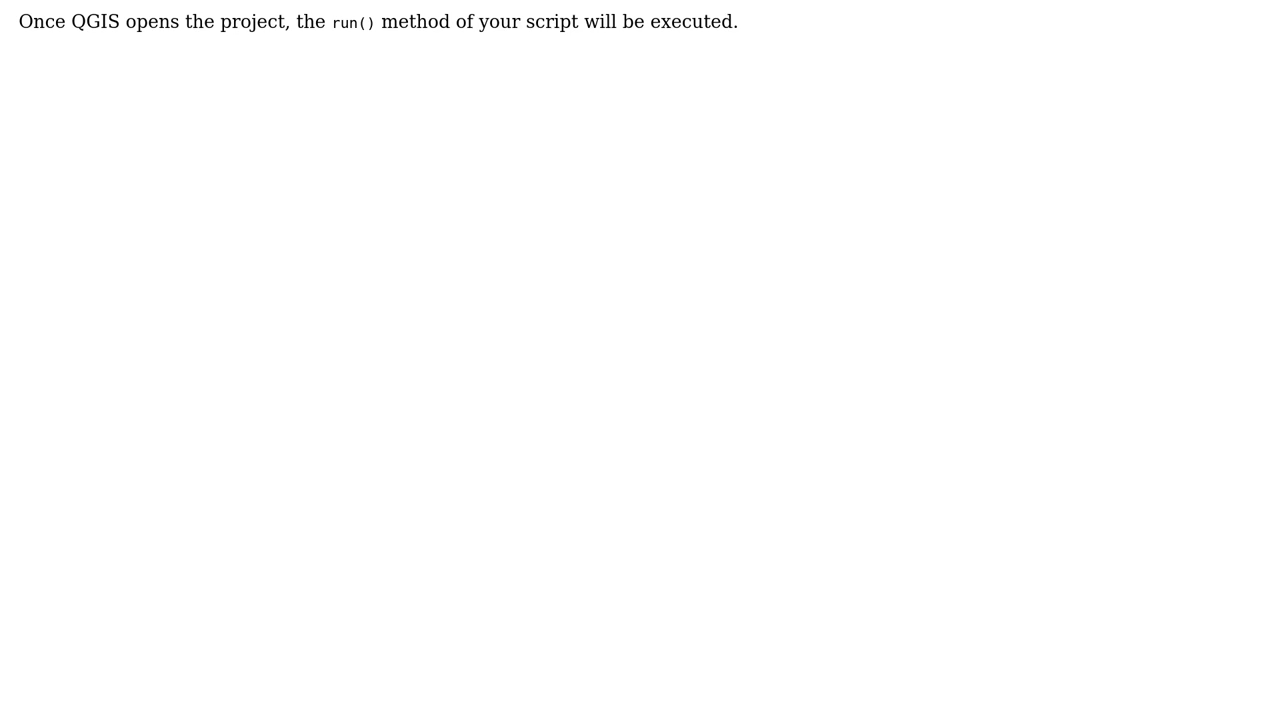 Once QGIS opens the project, the run() method of your script will be executed.